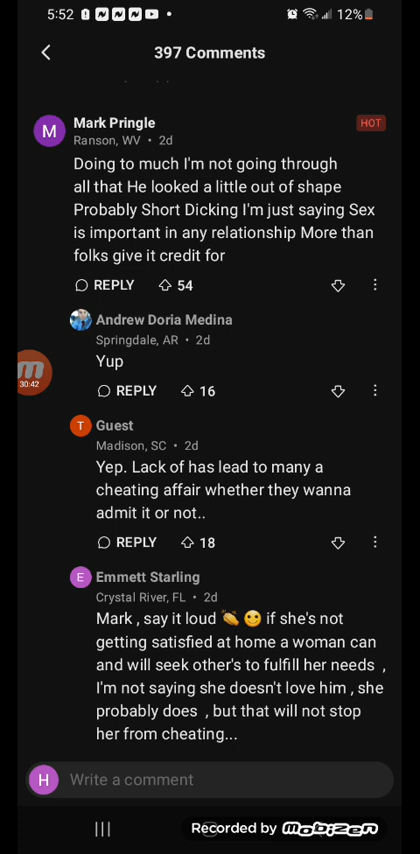 5:52 12%
397 Comments
M Mark Pringle HOT
Ranson, WV • 2d
Doing to much I'm not going through
all that He looked a little out of shape
Probably Short Dicking I'm just saying Sex
is important in any relationship More than
folks give it credit for
REPLY 54
Andrew Doria Medina
Springdale, AR • 2d
Yup
m
30:42
REPLY 16
T Guest
Madison, SC • 2d
Yep. Lack of has lead to many a
cheating affair whether they wanna
admit it or not..
REPLY 18
E Emmett Starling
Crystal River, FL • 2d
Mark , say it loud 👏 🙂 if she's not
getting satisfied at home a woman can
and will seek other's to fulfill her needs ,
I'm not saying she doesn't love him , she
probably does , but that will not stop
her from cheating...
H Write a comment
Recorded by mobizen